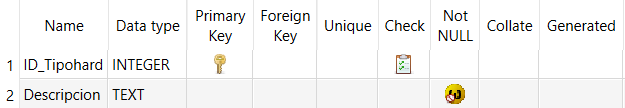 Name Data type Primary Key Foreign Key Unique Check Not NULL Collate Generated
1 ID_Tipohard INTEGER
2 Descripcion TEXT